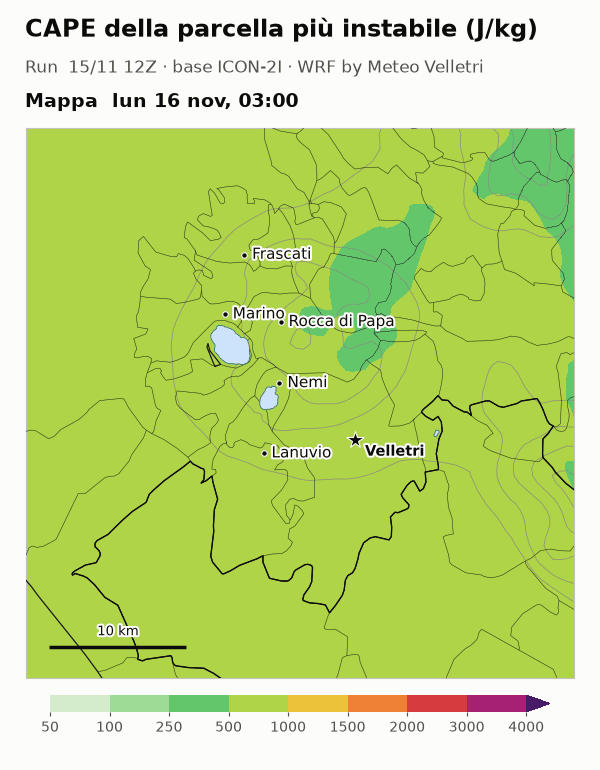 CAPE della parcella più instabile (J/kg)
Run  15/11 12Z · base ICON-2I · WRF by Meteo Velletri
Mappa  lun 16 nov, 03:00
Frascati
Marino
Rocca di Papa
Nemi
Velletri
Lanuvio
10 km
50 100 250 500 1000 1500 2000 3000 4000